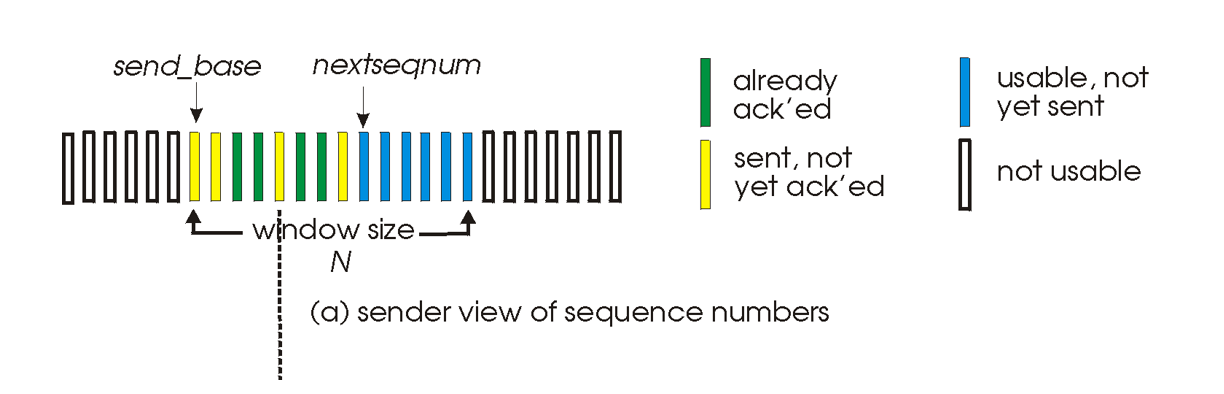 send_base
nextseqnum
already
ack'ed
usable, not
yet sent
sent, not
yet ack'ed
not usable
window size
N
(a) sender view of sequence numbers